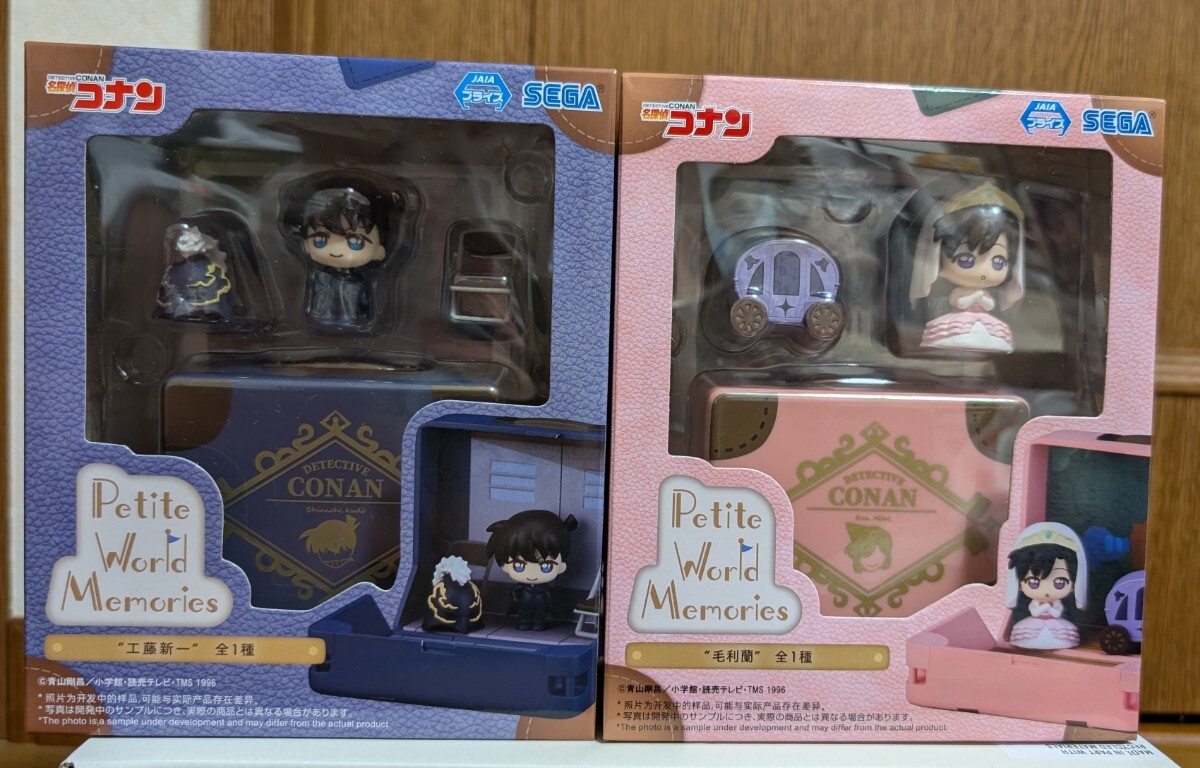 DETECTIVE CONAN
名探偵コナン
JAIA
プライズ
SEGA
DETECTIVE
CONAN
Shinichi kudō
Petite
World
Memories
"工藤新一" 全1種
©青山剛昌/小学館・読売テレビ・TMS 1996
*照片为开发中的样品,可能与实际产品存在差异。
*写真は開発中のサンプルにつき、実際の商品とは異なる場合があります。
*The photo is a sample under development and may differ from the actual product.
DETECTIVE CONAN
名探偵コナン
JAIA
プライズ
SEGA
DETECTIVE
CONAN
Ran Mōri
Petite
World
Memories
"毛利蘭" 全1種
©青山剛昌/小学館・読売テレビ・TMS 1996
*照片为开发中的样品,可能与实际产品存在差异。
*写真は開発中のサンプルにつき、実際の商品とは異なる場合があります。
*The photo is a sample under development and may differ from the actual product.
MADE IN PART WITH
RECYCLED MATERIALS